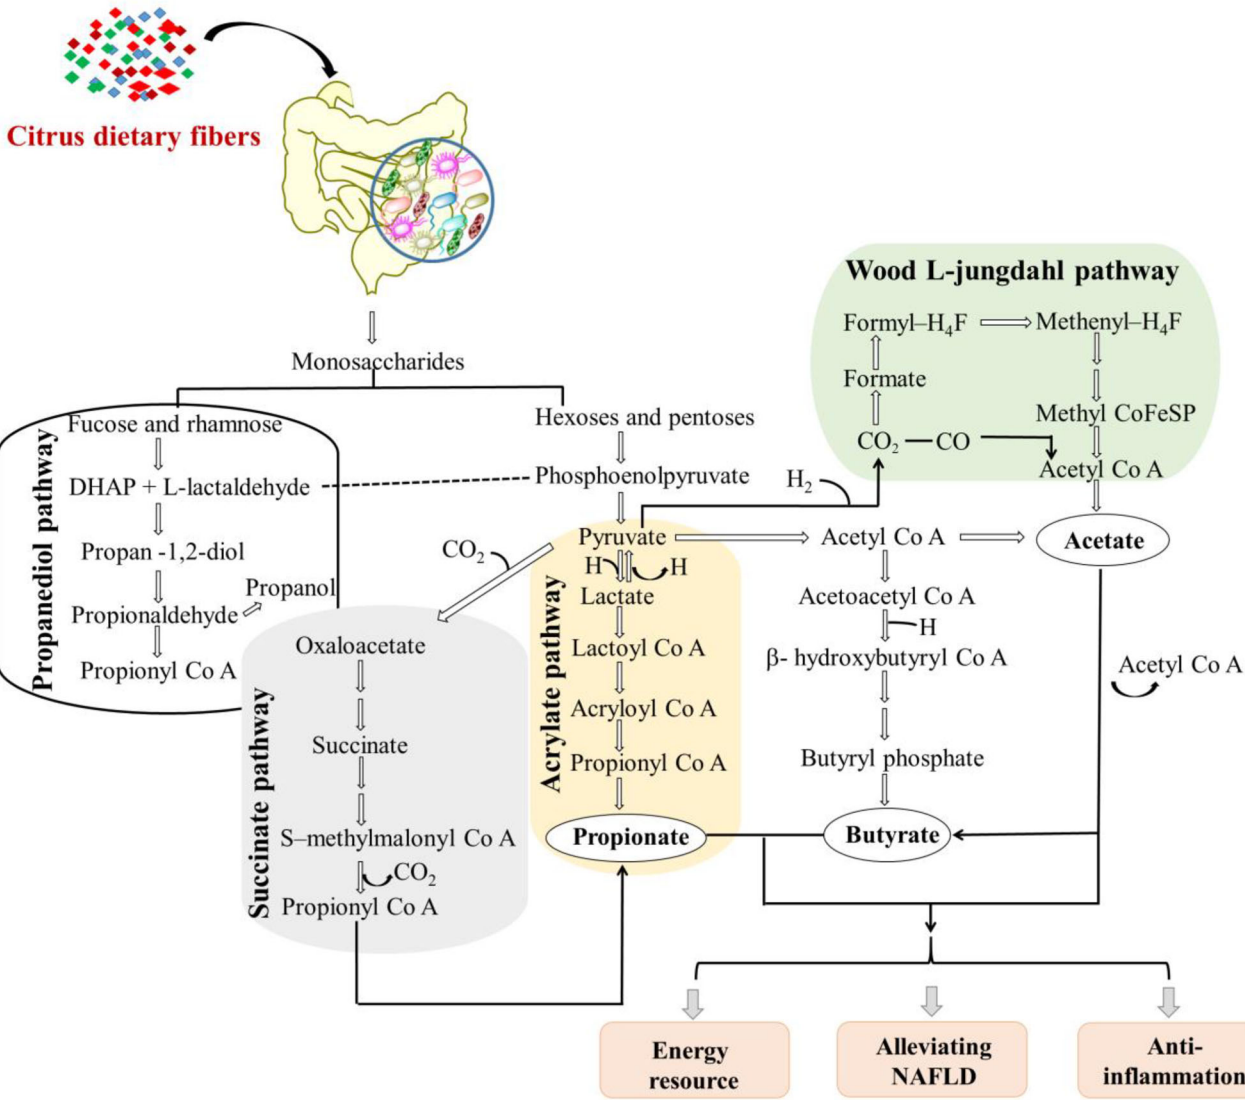 Citrus dietary fibers
Monosaccharides
Propanediol pathway
Fucose and rhamnose
DHAP + L-lactaldehyde
Propan -1,2-diol
Propionaldehyde
Propanol
Propionyl Co A
Hexoses and pentoses
Phosphoenolpyruvate
Pyruvate
CO₂
H₂
Succinate pathway
Oxaloacetate
Succinate
S–methylmalonyl Co A
CO₂
Propionyl Co A
Acrylate pathway
H
H
Lactate
Lactoyl Co A
Acryloyl Co A
Propionyl Co A
Propionate
Wood L-jungdahl pathway
Formyl–H₄F
Methenyl–H₄F
Formate
Methyl CoFeSP
CO₂
CO
Acetyl Co A
Acetyl Co A
Acetate
Acetoacetyl Co A
H
β- hydroxybutyryl Co A
Acetyl Co A
Butyryl phosphate
Butyrate
Energy
resource
Alleviating
NAFLD
Anti-
inflammation